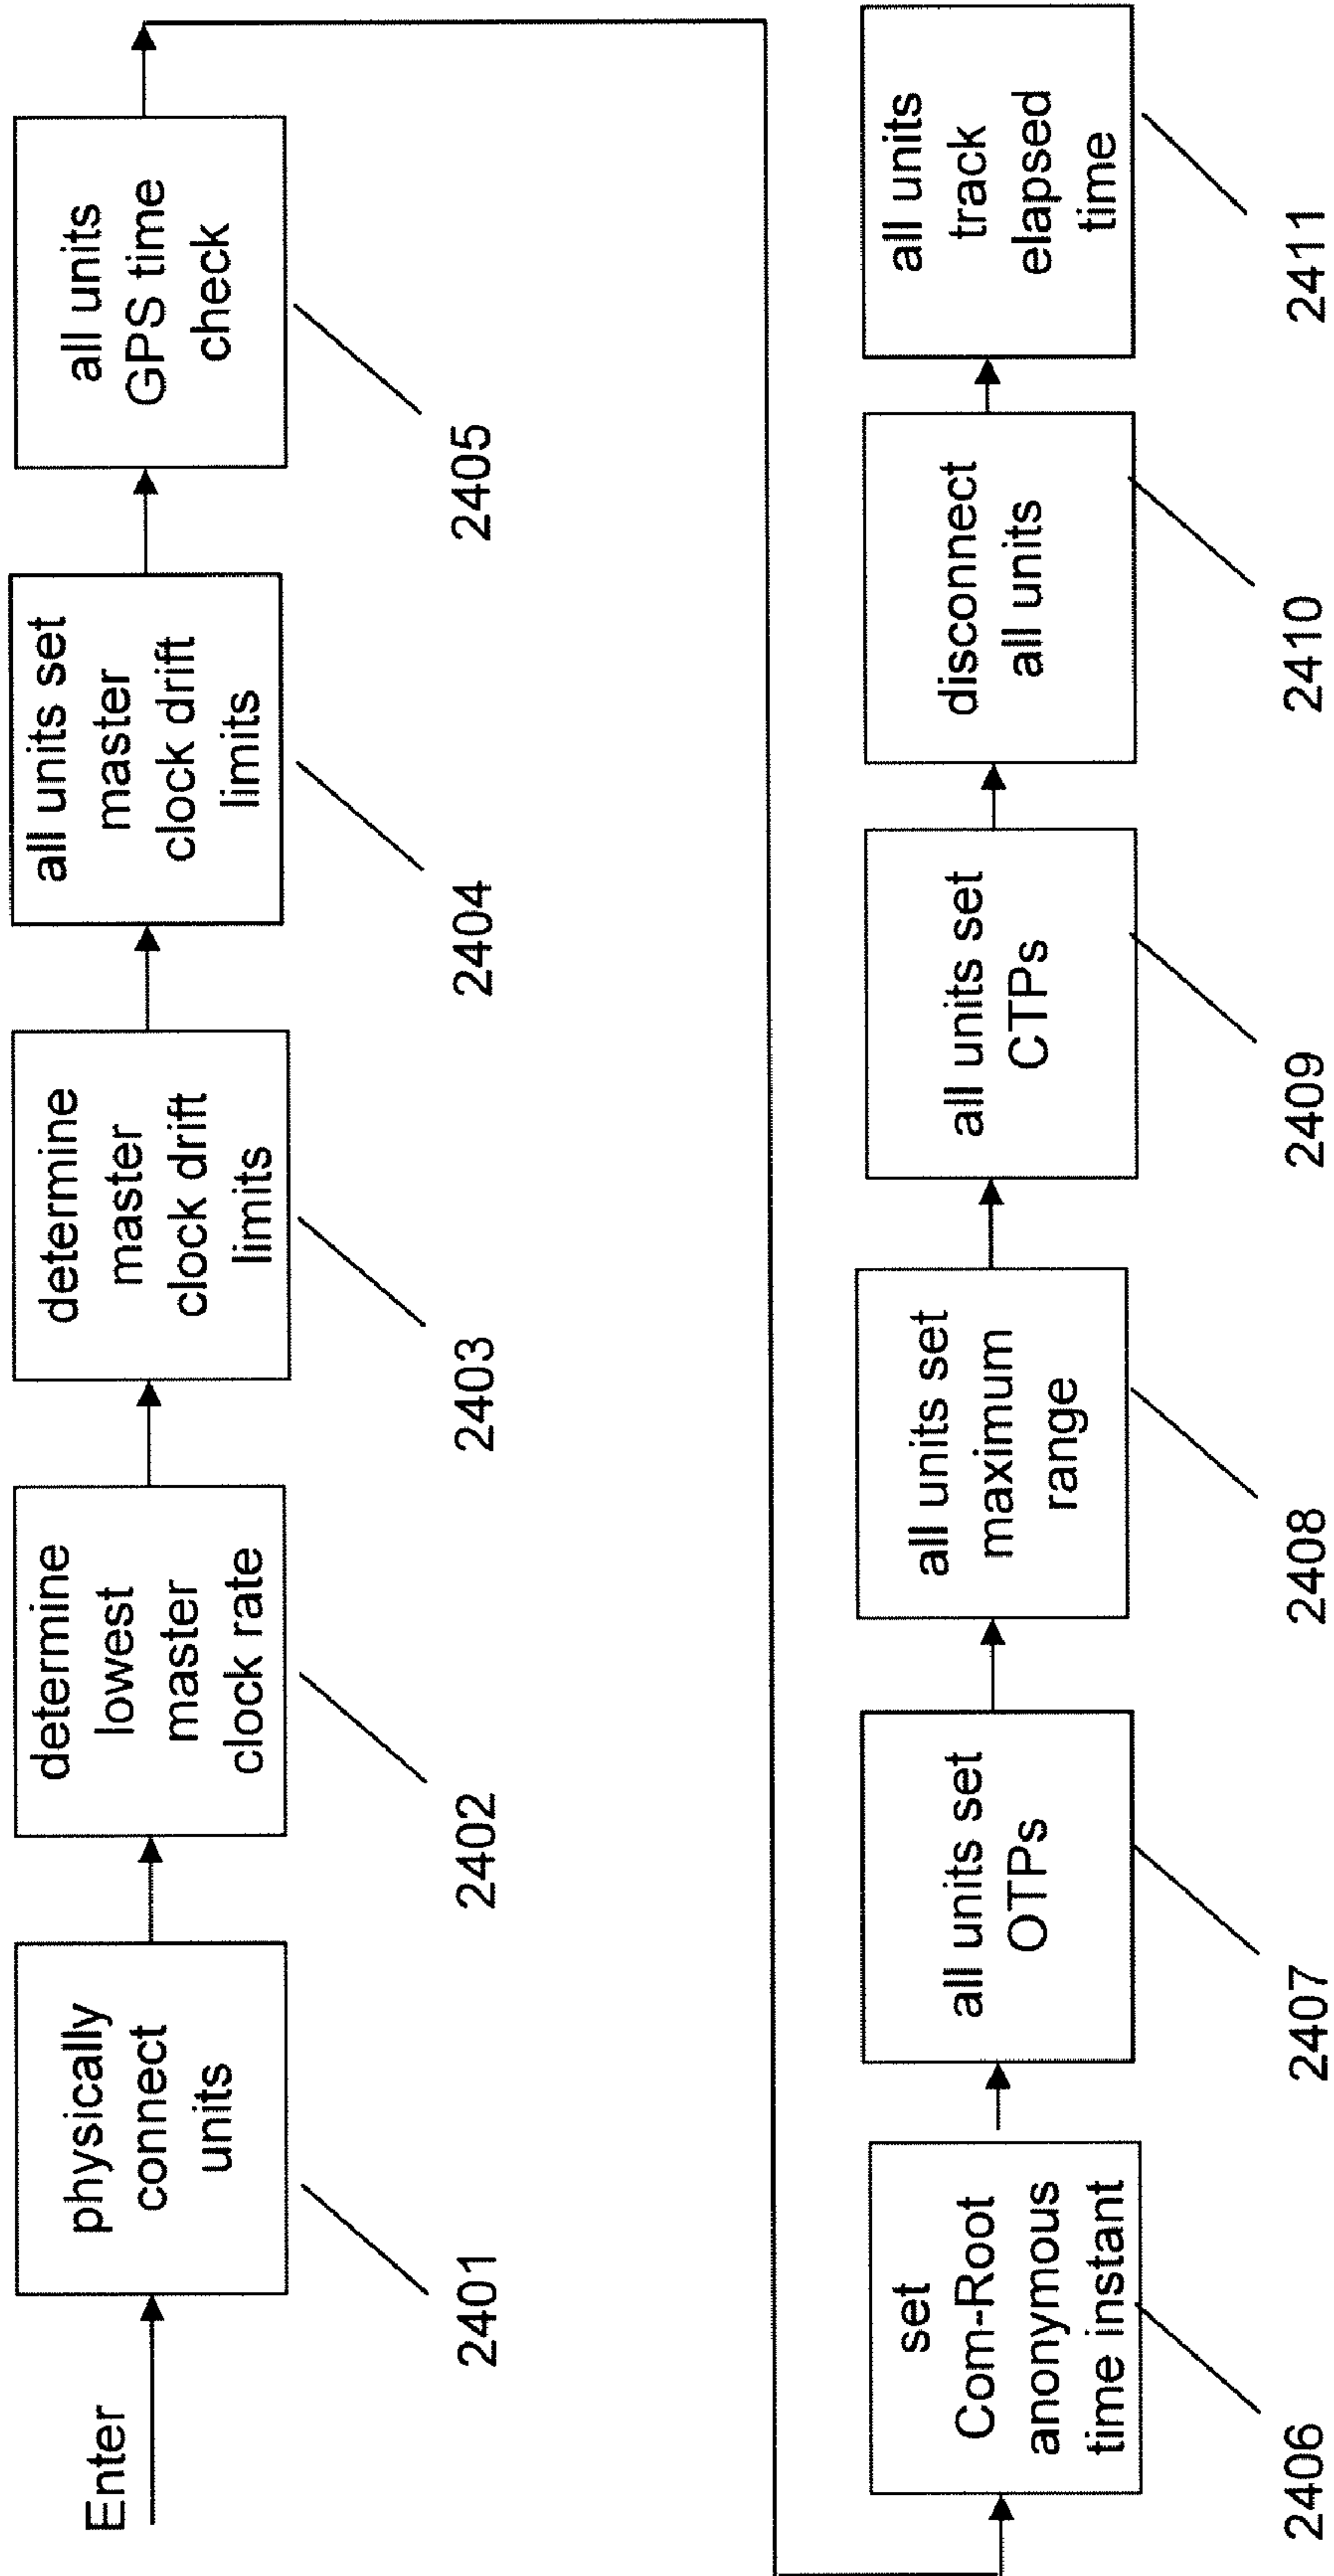 Enter
physically
connect
units
2401
determine
lowest
master
clock rate
2402
determine
master
clock drift
limits
2403
all units set
master
clock drift
limits
2404
all units
GPS time
check
2405
set
Com-Root
anonymous
time instant
2406
all units set
OTPs
2407
all units set
maximum
range
2408
all units set
CTPs
2409
disconnect
all units
2410
all units
track
elapsed
time
2411